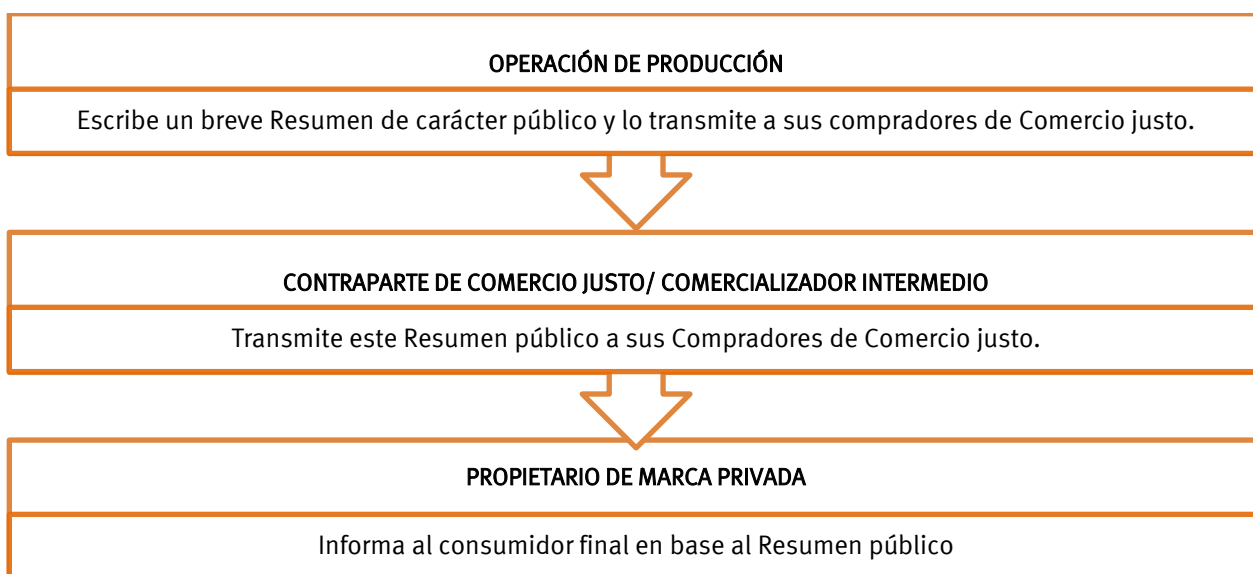 OPERACIÓN DE PRODUCCIÓN
Escribe un breve Resumen de carácter público y lo transmite a sus compradores de Comercio justo.
CONTRAPARTE DE COMERCIO JUSTO/ COMERCIALIZADOR INTERMEDIO
Transmite este Resumen público a sus Compradores de Comercio justo.
PROPIETARIO DE MARCA PRIVADA
Informa al consumidor final en base al Resumen público